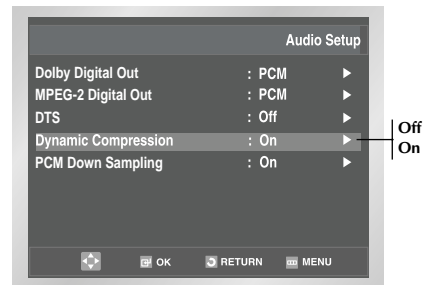 Audio Setup
Dolby Digital Out : PCM
MPEG-2 Digital Out : PCM
DTS : Off
Dynamic Compression : On
PCM Down Sampling : On
Off
On
OK RETURN MENU